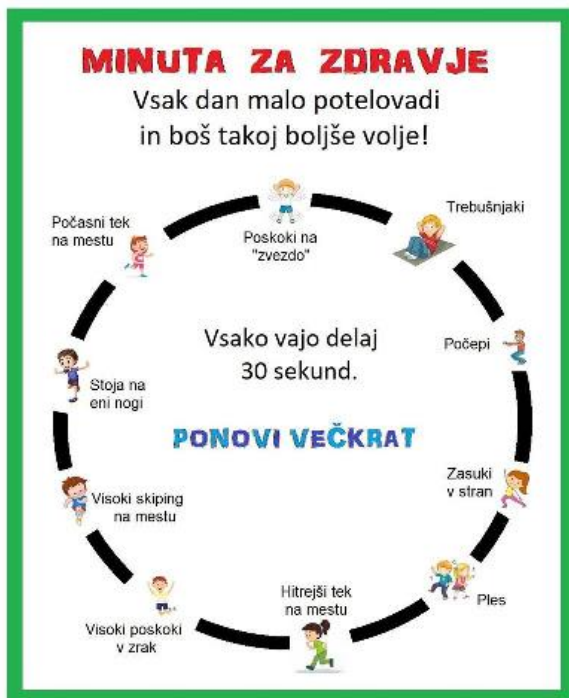 MINUTA ZA ZDRAVJE
Vsak dan malo potelovadi
in boš takoj boljše volje!
Poskoki na
"zvezdo"
Trebušnjaki
Počepi
Zasuki
v stran
Ples
Hitrejši tek
na mestu
Visoki poskoki
v zrak
Visoki skiping
na mestu
Stoja na
eni nogi
Počasni tek
na mestu
Vsako vajo delaj
30 sekund.
PONOVI VEČKRAT